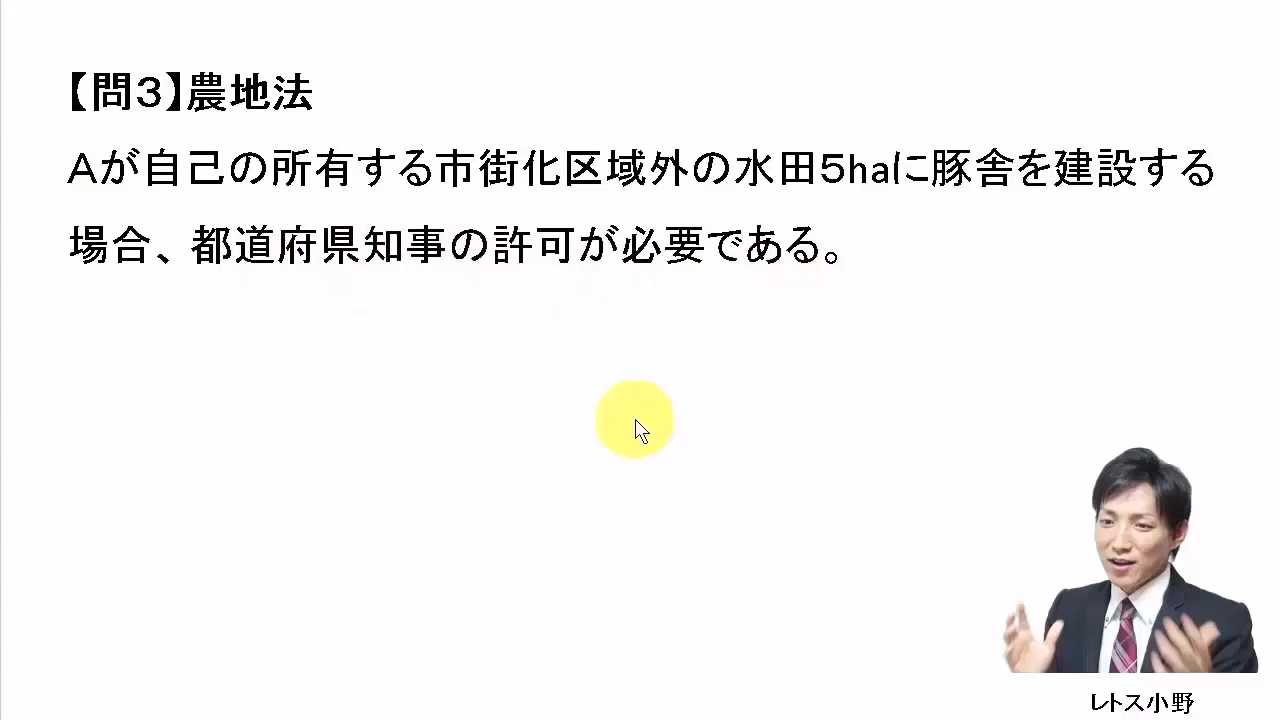 【問３】農地法
Ａが自己の所有する市街化区域外の水田５haに豚舎を建設する
場合、都道府県知事の許可が必要である。
レトス小野